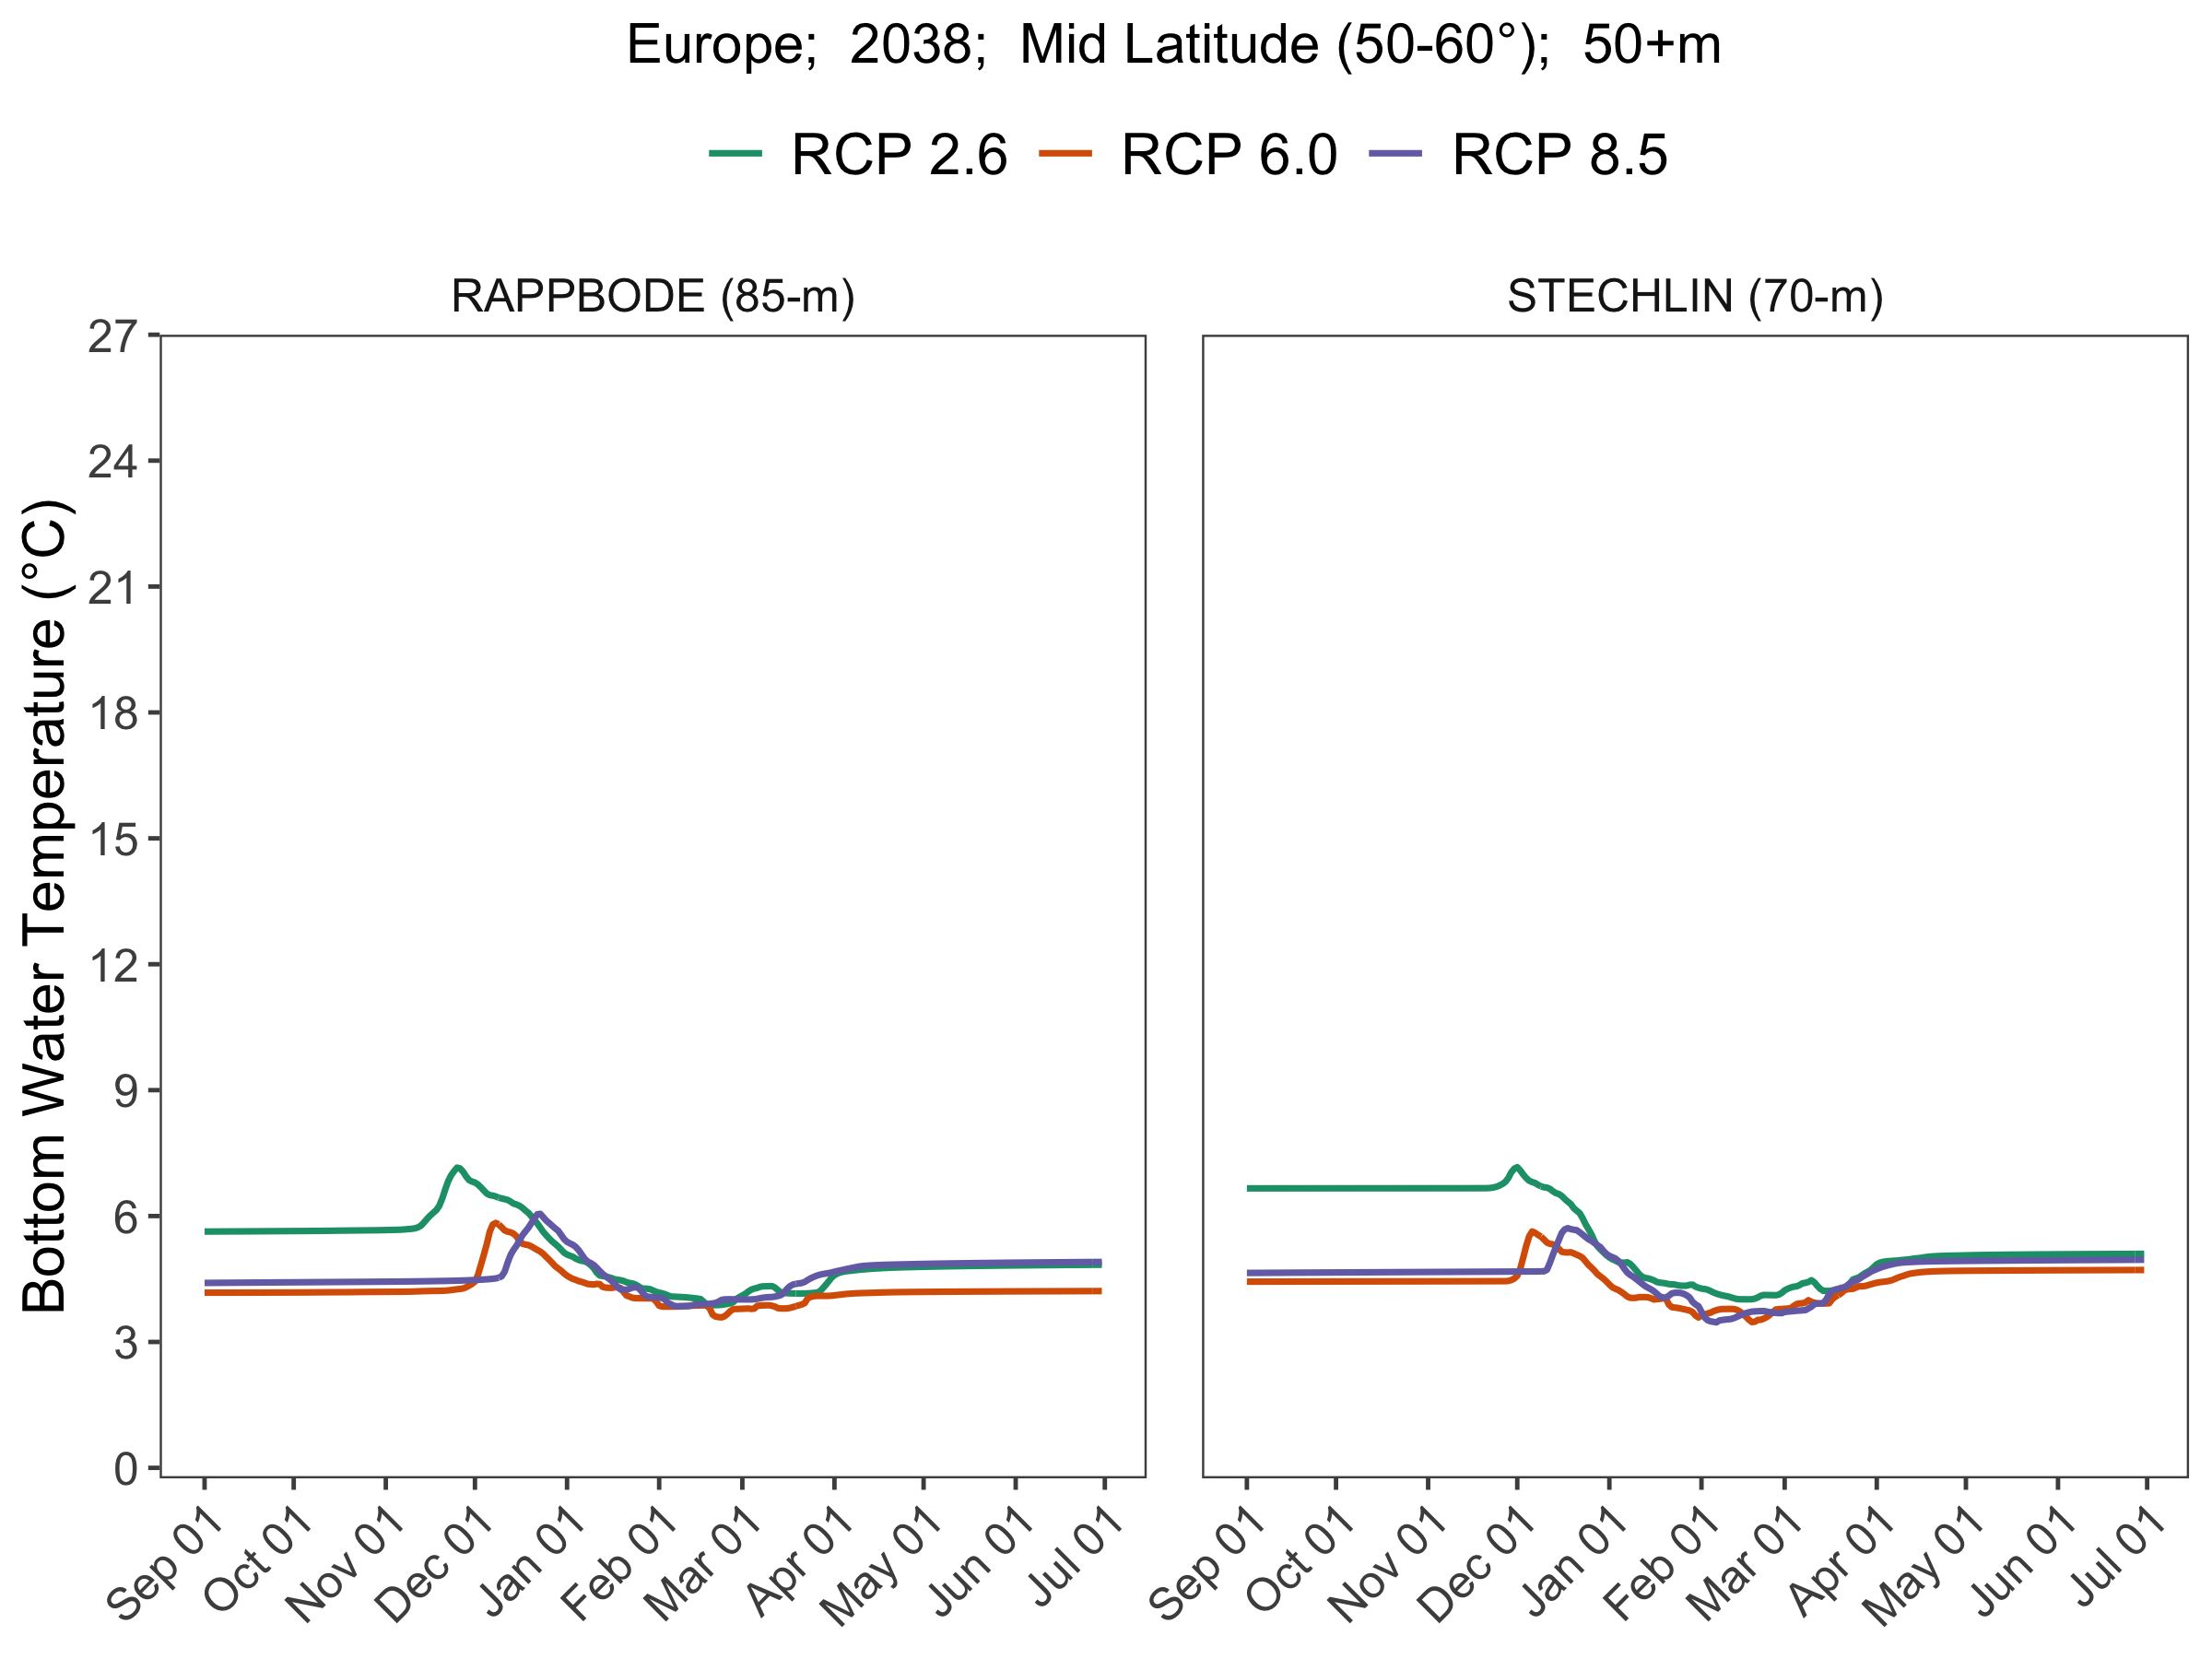 Europe; 2038; Mid Latitude (50-60°); 50+m
RCP 2.6 RCP 6.0 RCP 8.5
RAPPBODE (85-m) STECHLIN (70-m)
Bottom Water Temperature (°C)
27
24
21
18
15
12
9
6
3
0
Sep 01 Oct 01 Nov 01 Dec 01 Jan 01 Feb 01 Mar 01 Apr 01 May 01 Jun 01 Jul 01 Sep 01 Oct 01 Nov 01 Dec 01 Jan 01 Feb 01 Mar 01 Apr 01 May 01 Jun 01 Jul 01